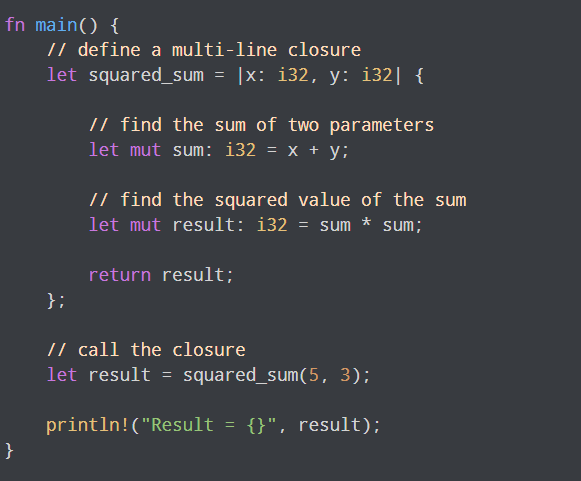 fn main() {
    // define a multi-line closure
    let squared_sum = |x: i32, y: i32| {
        // find the sum of two parameters
        let mut sum: i32 = x + y;
        // find the squared value of the sum
        let mut result: i32 = sum * sum;
        return result;
    };
    // call the closure
    let result = squared_sum(5, 3);
    println!("Result = {}", result);
}